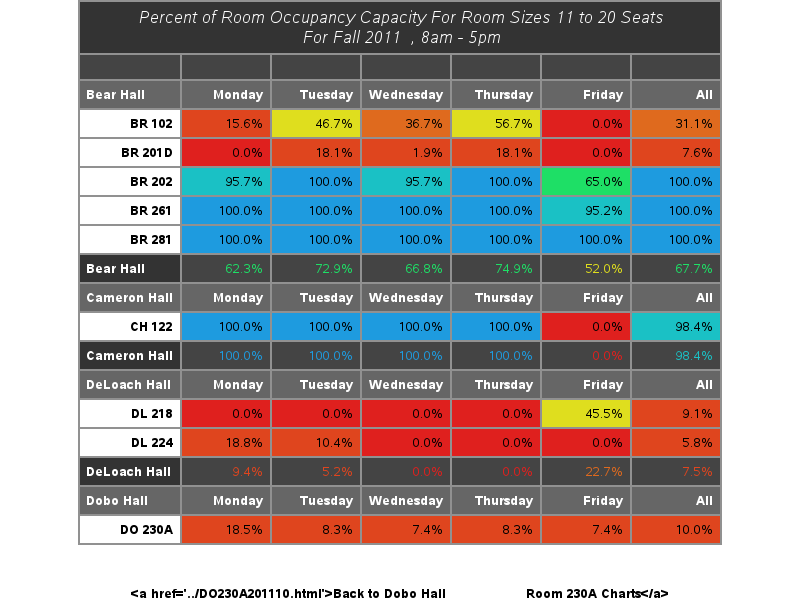 Percent of Room Occupancy Capacity For Room Sizes 11 to 20 Seats
For Fall 2011 , 8am - 5pm
Bear Hall Monday Tuesday Wednesday Thursday Friday All
BR 102 15.6% 46.7% 36.7% 56.7% 0.0% 31.1%
BR 201D 0.0% 18.1% 1.9% 18.1% 0.0% 7.6%
BR 202 95.7% 100.0% 95.7% 100.0% 65.0% 100.0%
BR 261 100.0% 100.0% 100.0% 100.0% 95.2% 100.0%
BR 281 100.0% 100.0% 100.0% 100.0% 100.0% 100.0%
Bear Hall 62.3% 72.9% 66.8% 74.9% 52.0% 67.7%
Cameron Hall Monday Tuesday Wednesday Thursday Friday All
CH 122 100.0% 100.0% 100.0% 100.0% 0.0% 98.4%
Cameron Hall 100.0% 100.0% 100.0% 100.0% 0.0% 98.4%
DeLoach Hall Monday Tuesday Wednesday Thursday Friday All
DL 218 0.0% 0.0% 0.0% 0.0% 45.5% 9.1%
DL 224 18.8% 10.4% 0.0% 0.0% 0.0% 5.8%
DeLoach Hall 9.4% 5.2% 0.0% 0.0% 22.7% 7.5%
Dobo Hall Monday Tuesday Wednesday Thursday Friday All
DO 230A 18.5% 8.3% 7.4% 8.3% 7.4% 10.0%
<a href='../DO230A201110.html'>Back to Dobo Hall Room 230A Charts</a>